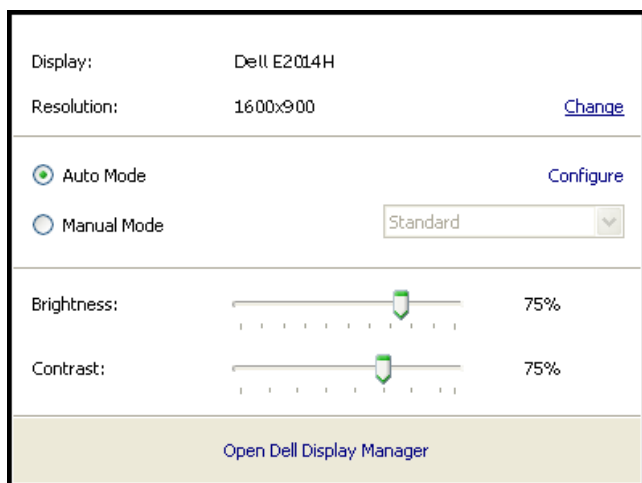 Display: Dell E2014H
Resolution: 1600x900 Change
Auto Mode Configure
Manual Mode Standard
Brightness: 75%
Contrast: 75%
Open Dell Display Manager